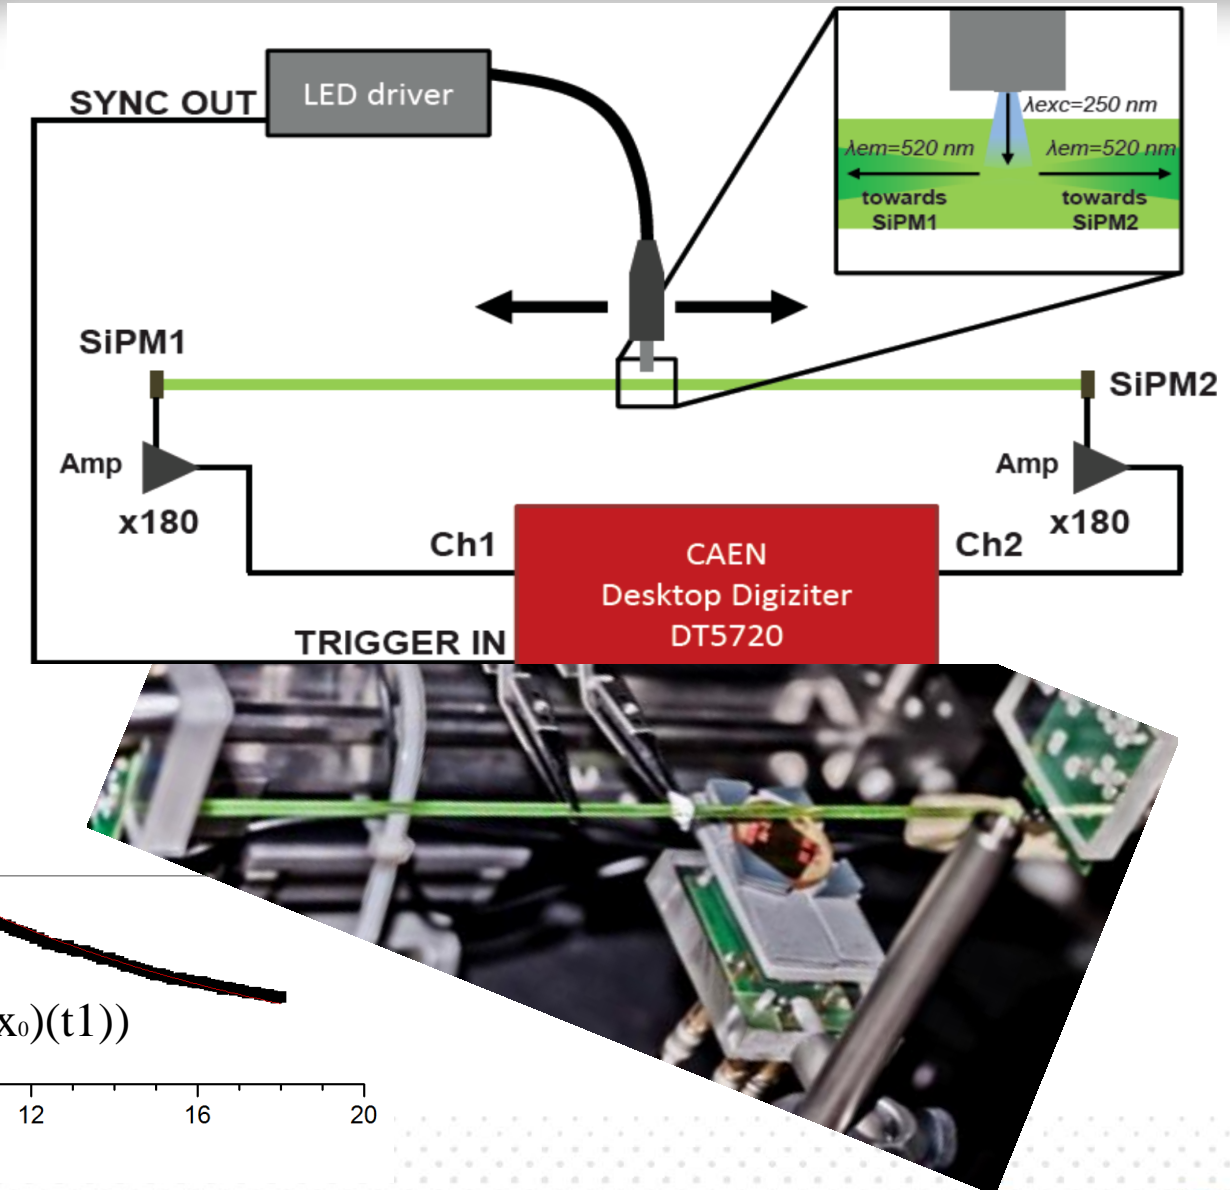 SYNC OUT
LED driver
λexc=250 nm
λem=520 nm
λem=520 nm
towards
SiPM1
towards
SiPM2
SiPM1
SiPM2
Amp
x180
Amp
x180
Ch1
Ch2
CAEN
Desktop Digiziter
DT5720
TRIGGER IN
x₀)(t1))
12
16
20